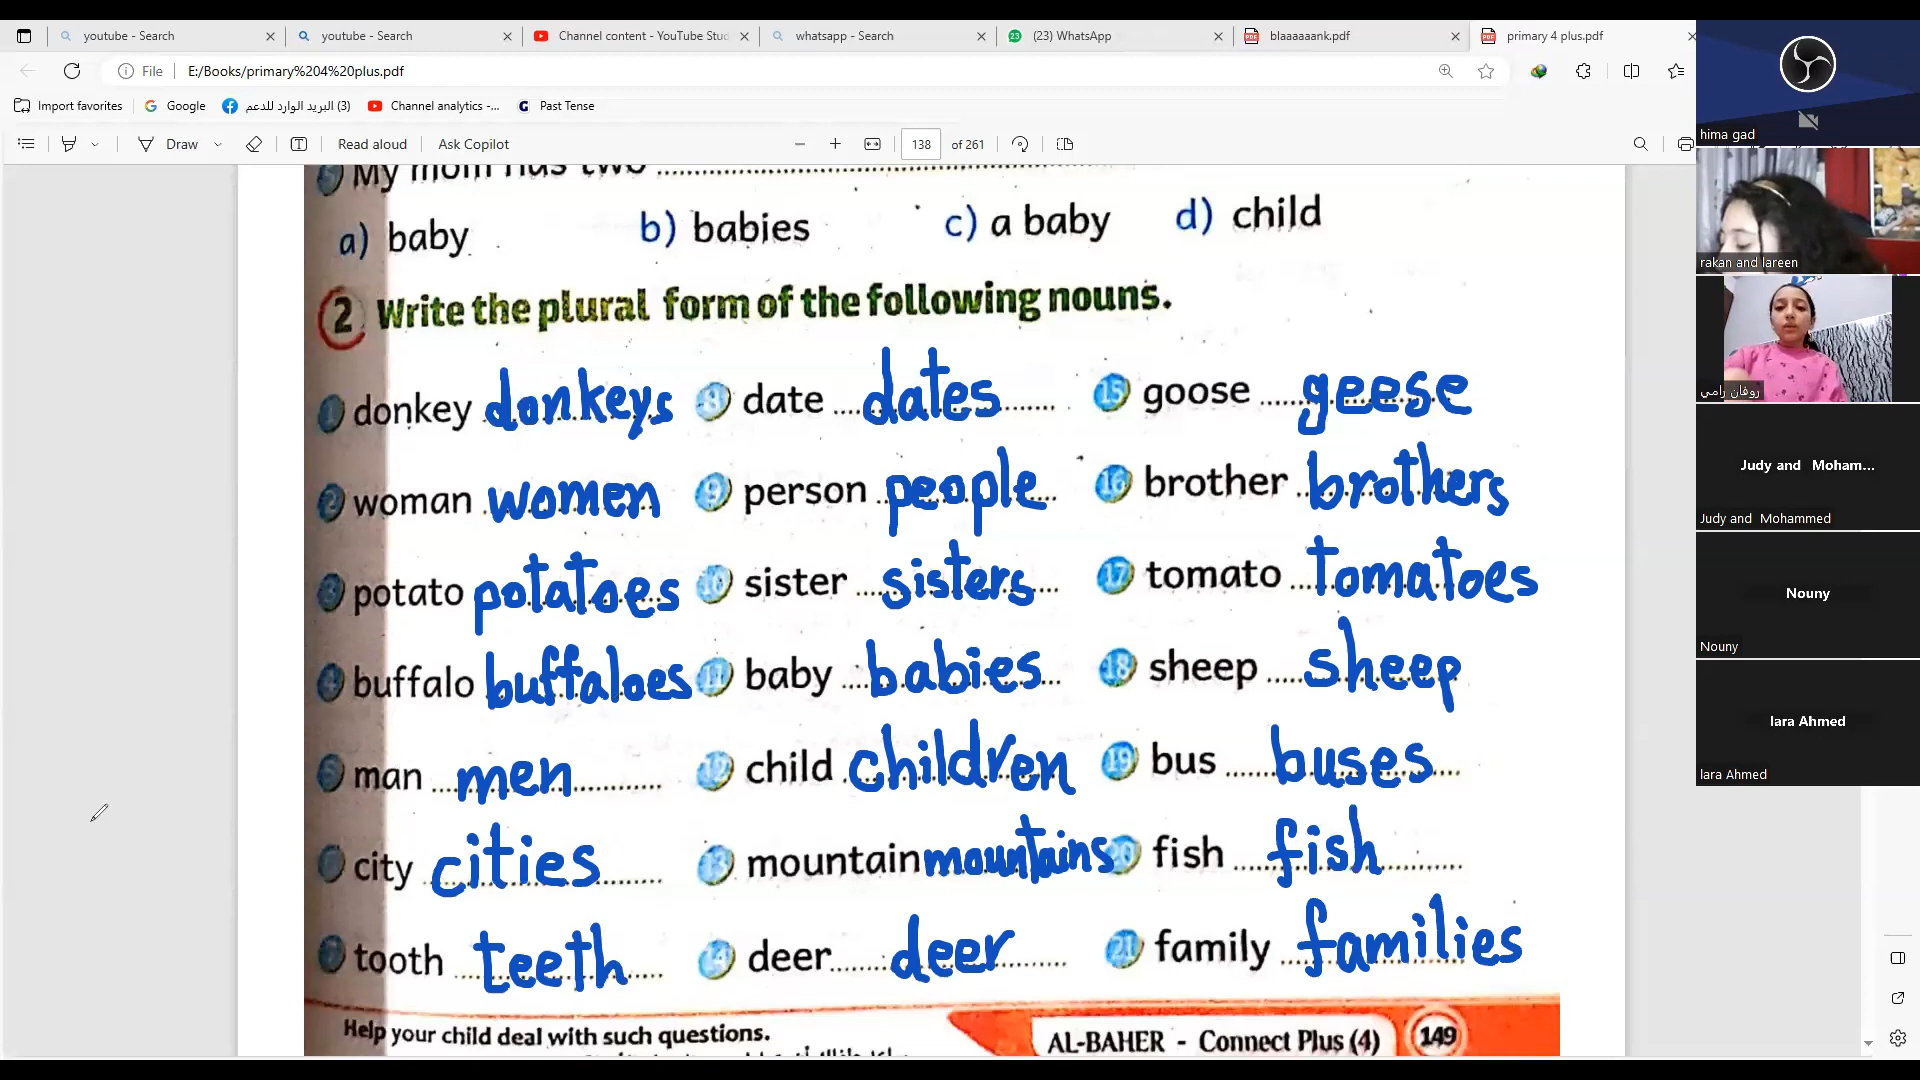 youtube - Search
youtube - Search
Channel content - YouTube Stud
whatsapp - Search
(23) WhatsApp
blaaaaaank.pdf
primary 4 plus.pdf
File E:/Books/primary%204%20plus.pdf
Import favorites Google البريد الوارد للدعم (3) Channel analytics -... Past Tense
Draw Read aloud Ask Copilot 138 of 261
My mom has two
a) baby b) babies c) a baby d) child
2 Write the plural form of the following nouns.
1 donkey donkeys 8 date dates 15 goose geese
2 woman women 9 person people 16 brother brothers
3 potato potatoes 10 sister sisters 17 tomato tomatoes
4 buffalo buffaloes 11 baby babies 18 sheep sheep
5 man men 12 child children 19 bus buses
6 city cities 13 mountain mountains 20 fish fish
7 tooth teeth 14 deer deer 21 family families
Help your child deal with such questions.
AL-BAHER - Connect Plus (4) 149
hima gad
rakan and lareen
روفان رامي
Judy and Moham...
Judy and Mohammed
Nouny
Nouny
lara Ahmed
lara Ahmed